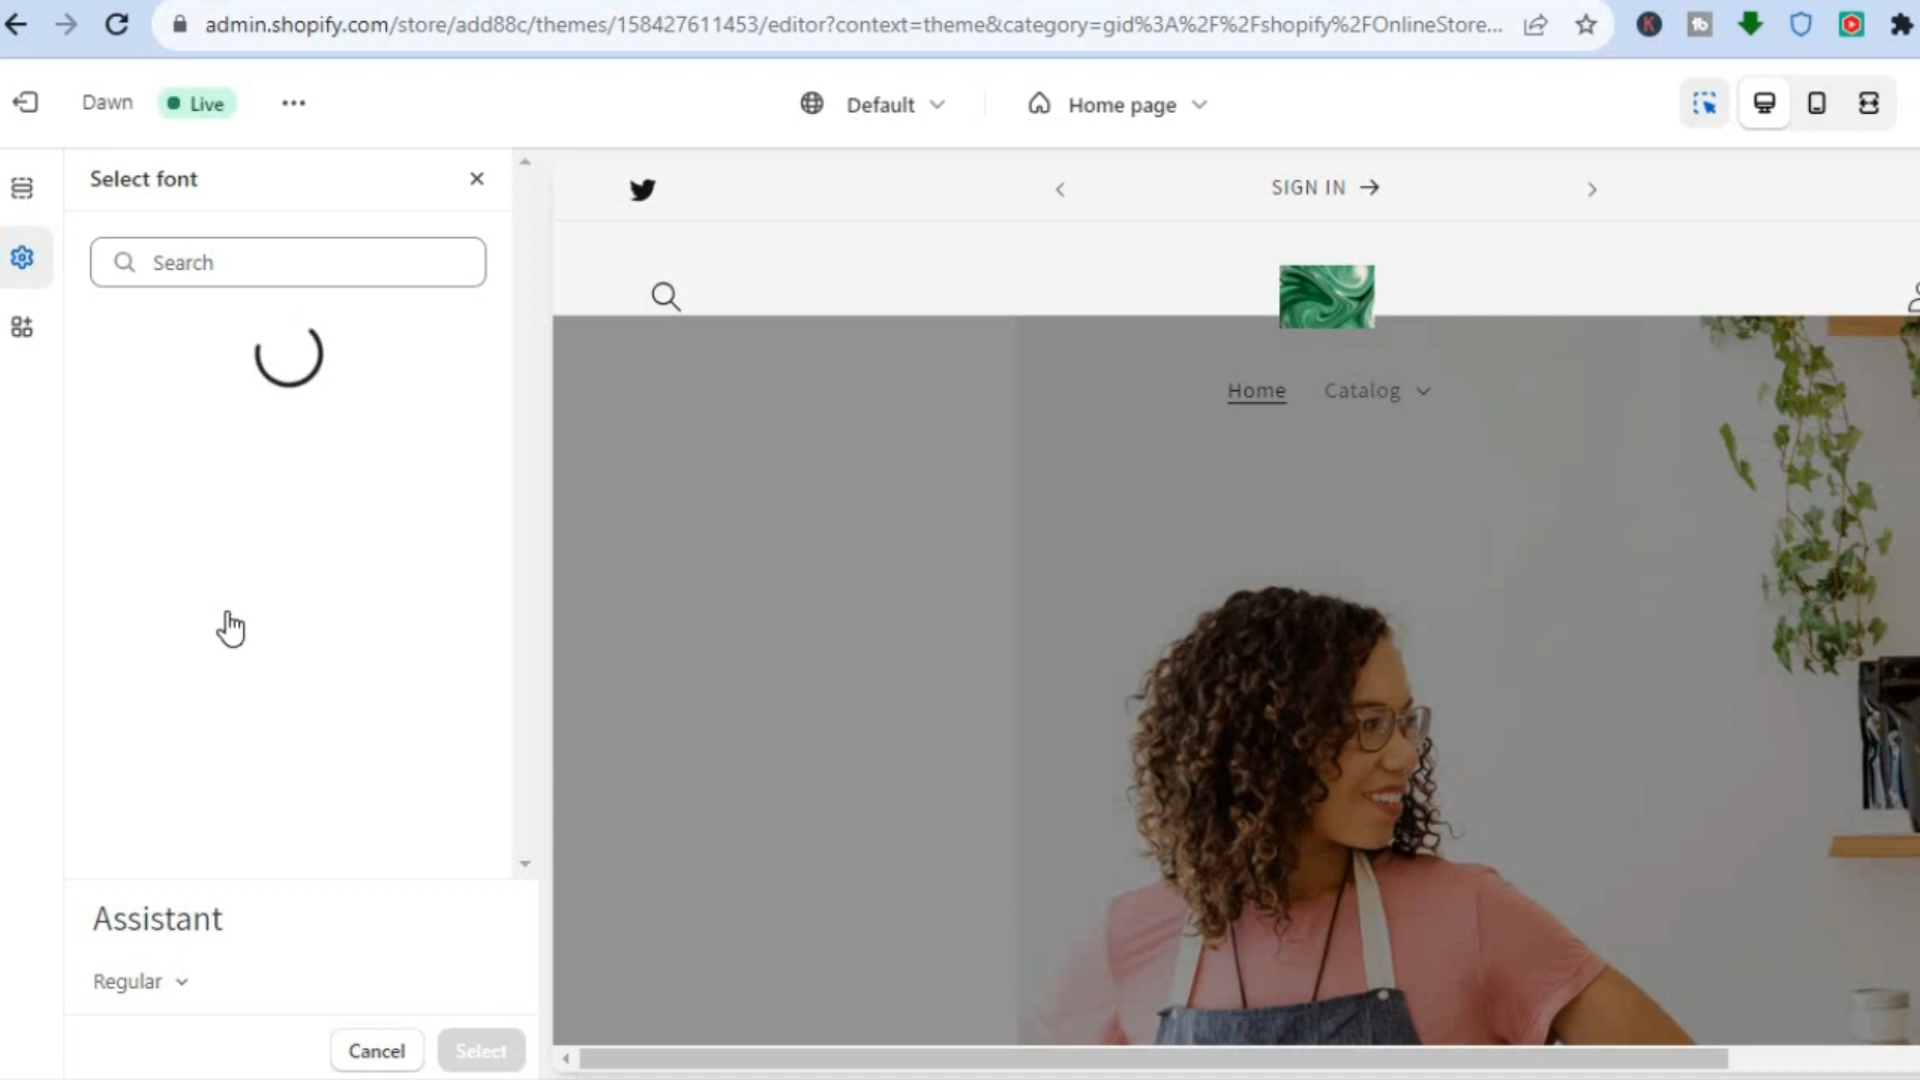 admin.shopify.com/store/add88c/themes/158427611453/editor?context=theme&category=gid%3A%2F%2Fshopify%2FOnlineStore...
K
tb
Dawn
Live
Default
Home page
Select font
SIGN IN
Search
Home
Catalog
Assistant
Regular
Cancel
Select